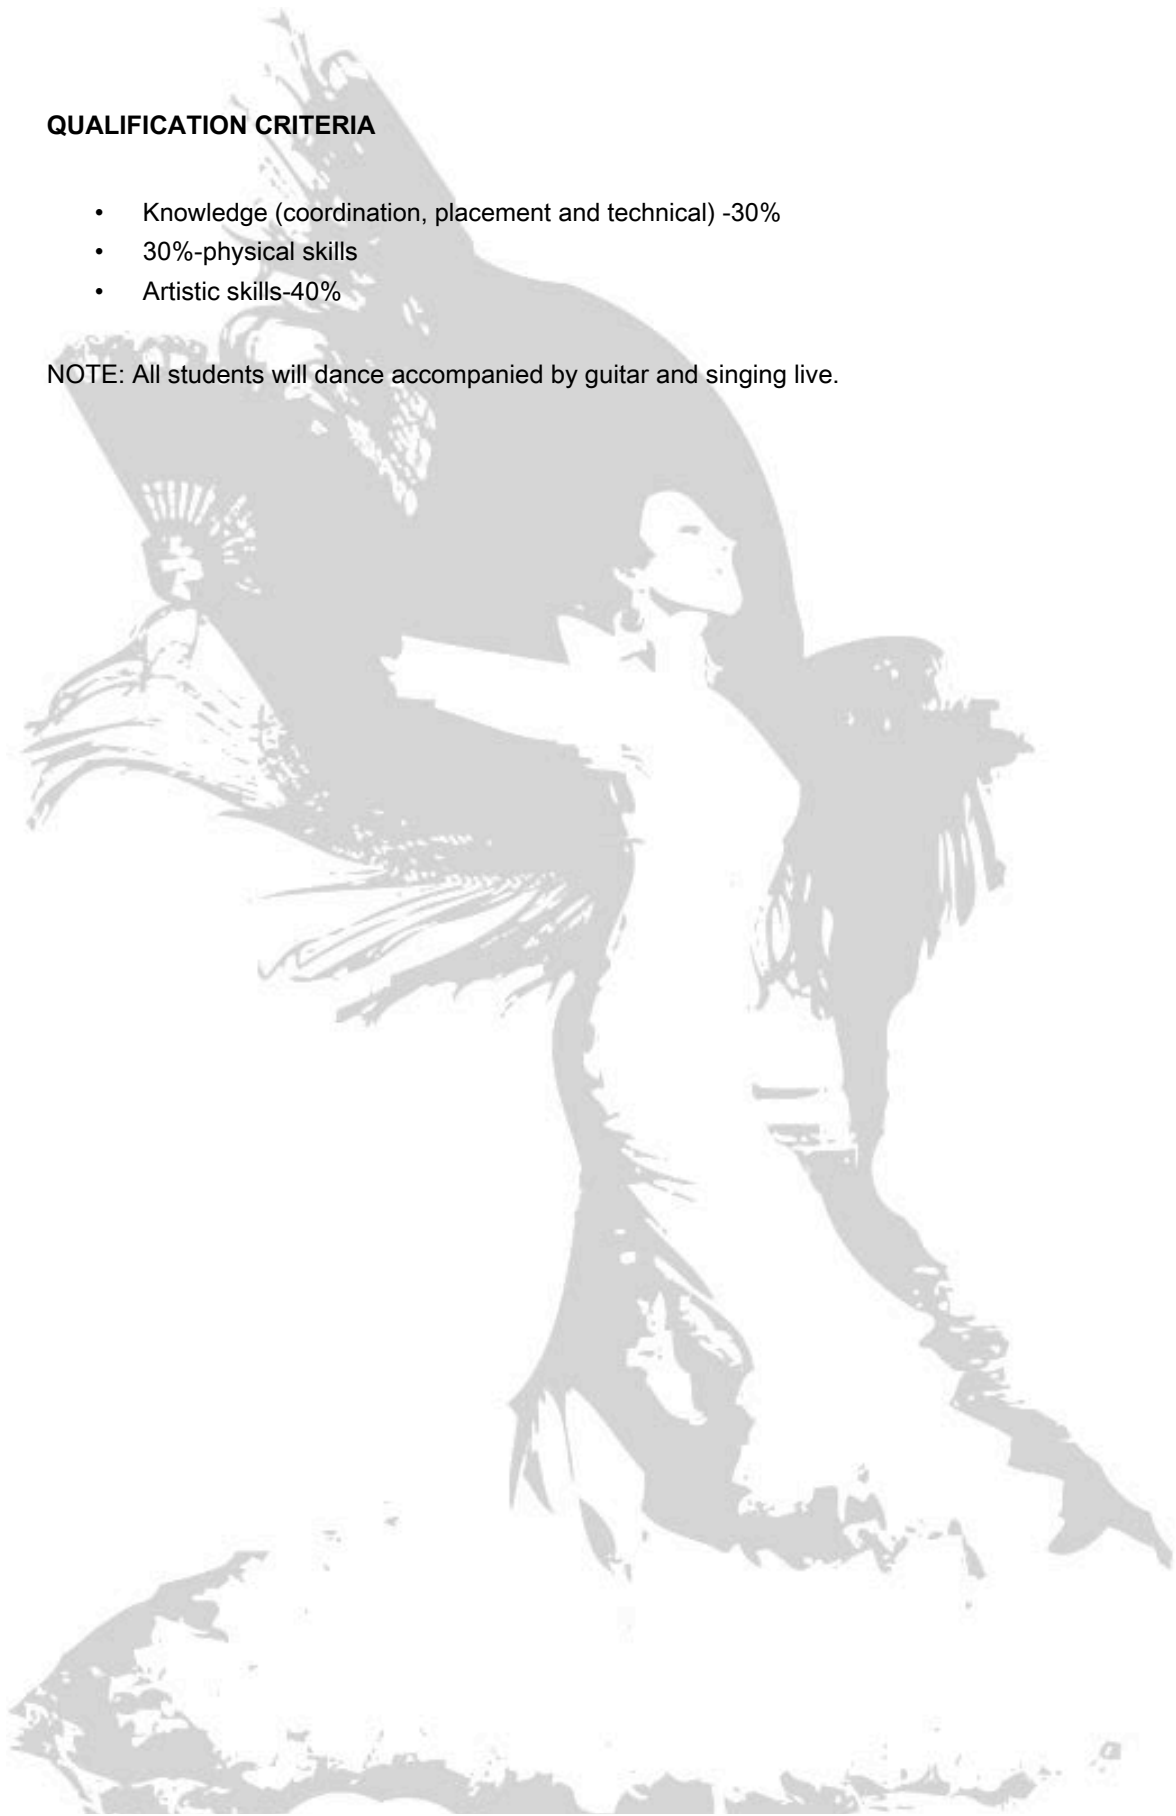 QUALIFICATION CRITERIA
• Knowledge (coordination, placement and technical) -30%
• 30%-physical skills
• Artistic skills-40%
NOTE: All students will dance accompanied by guitar and singing live.